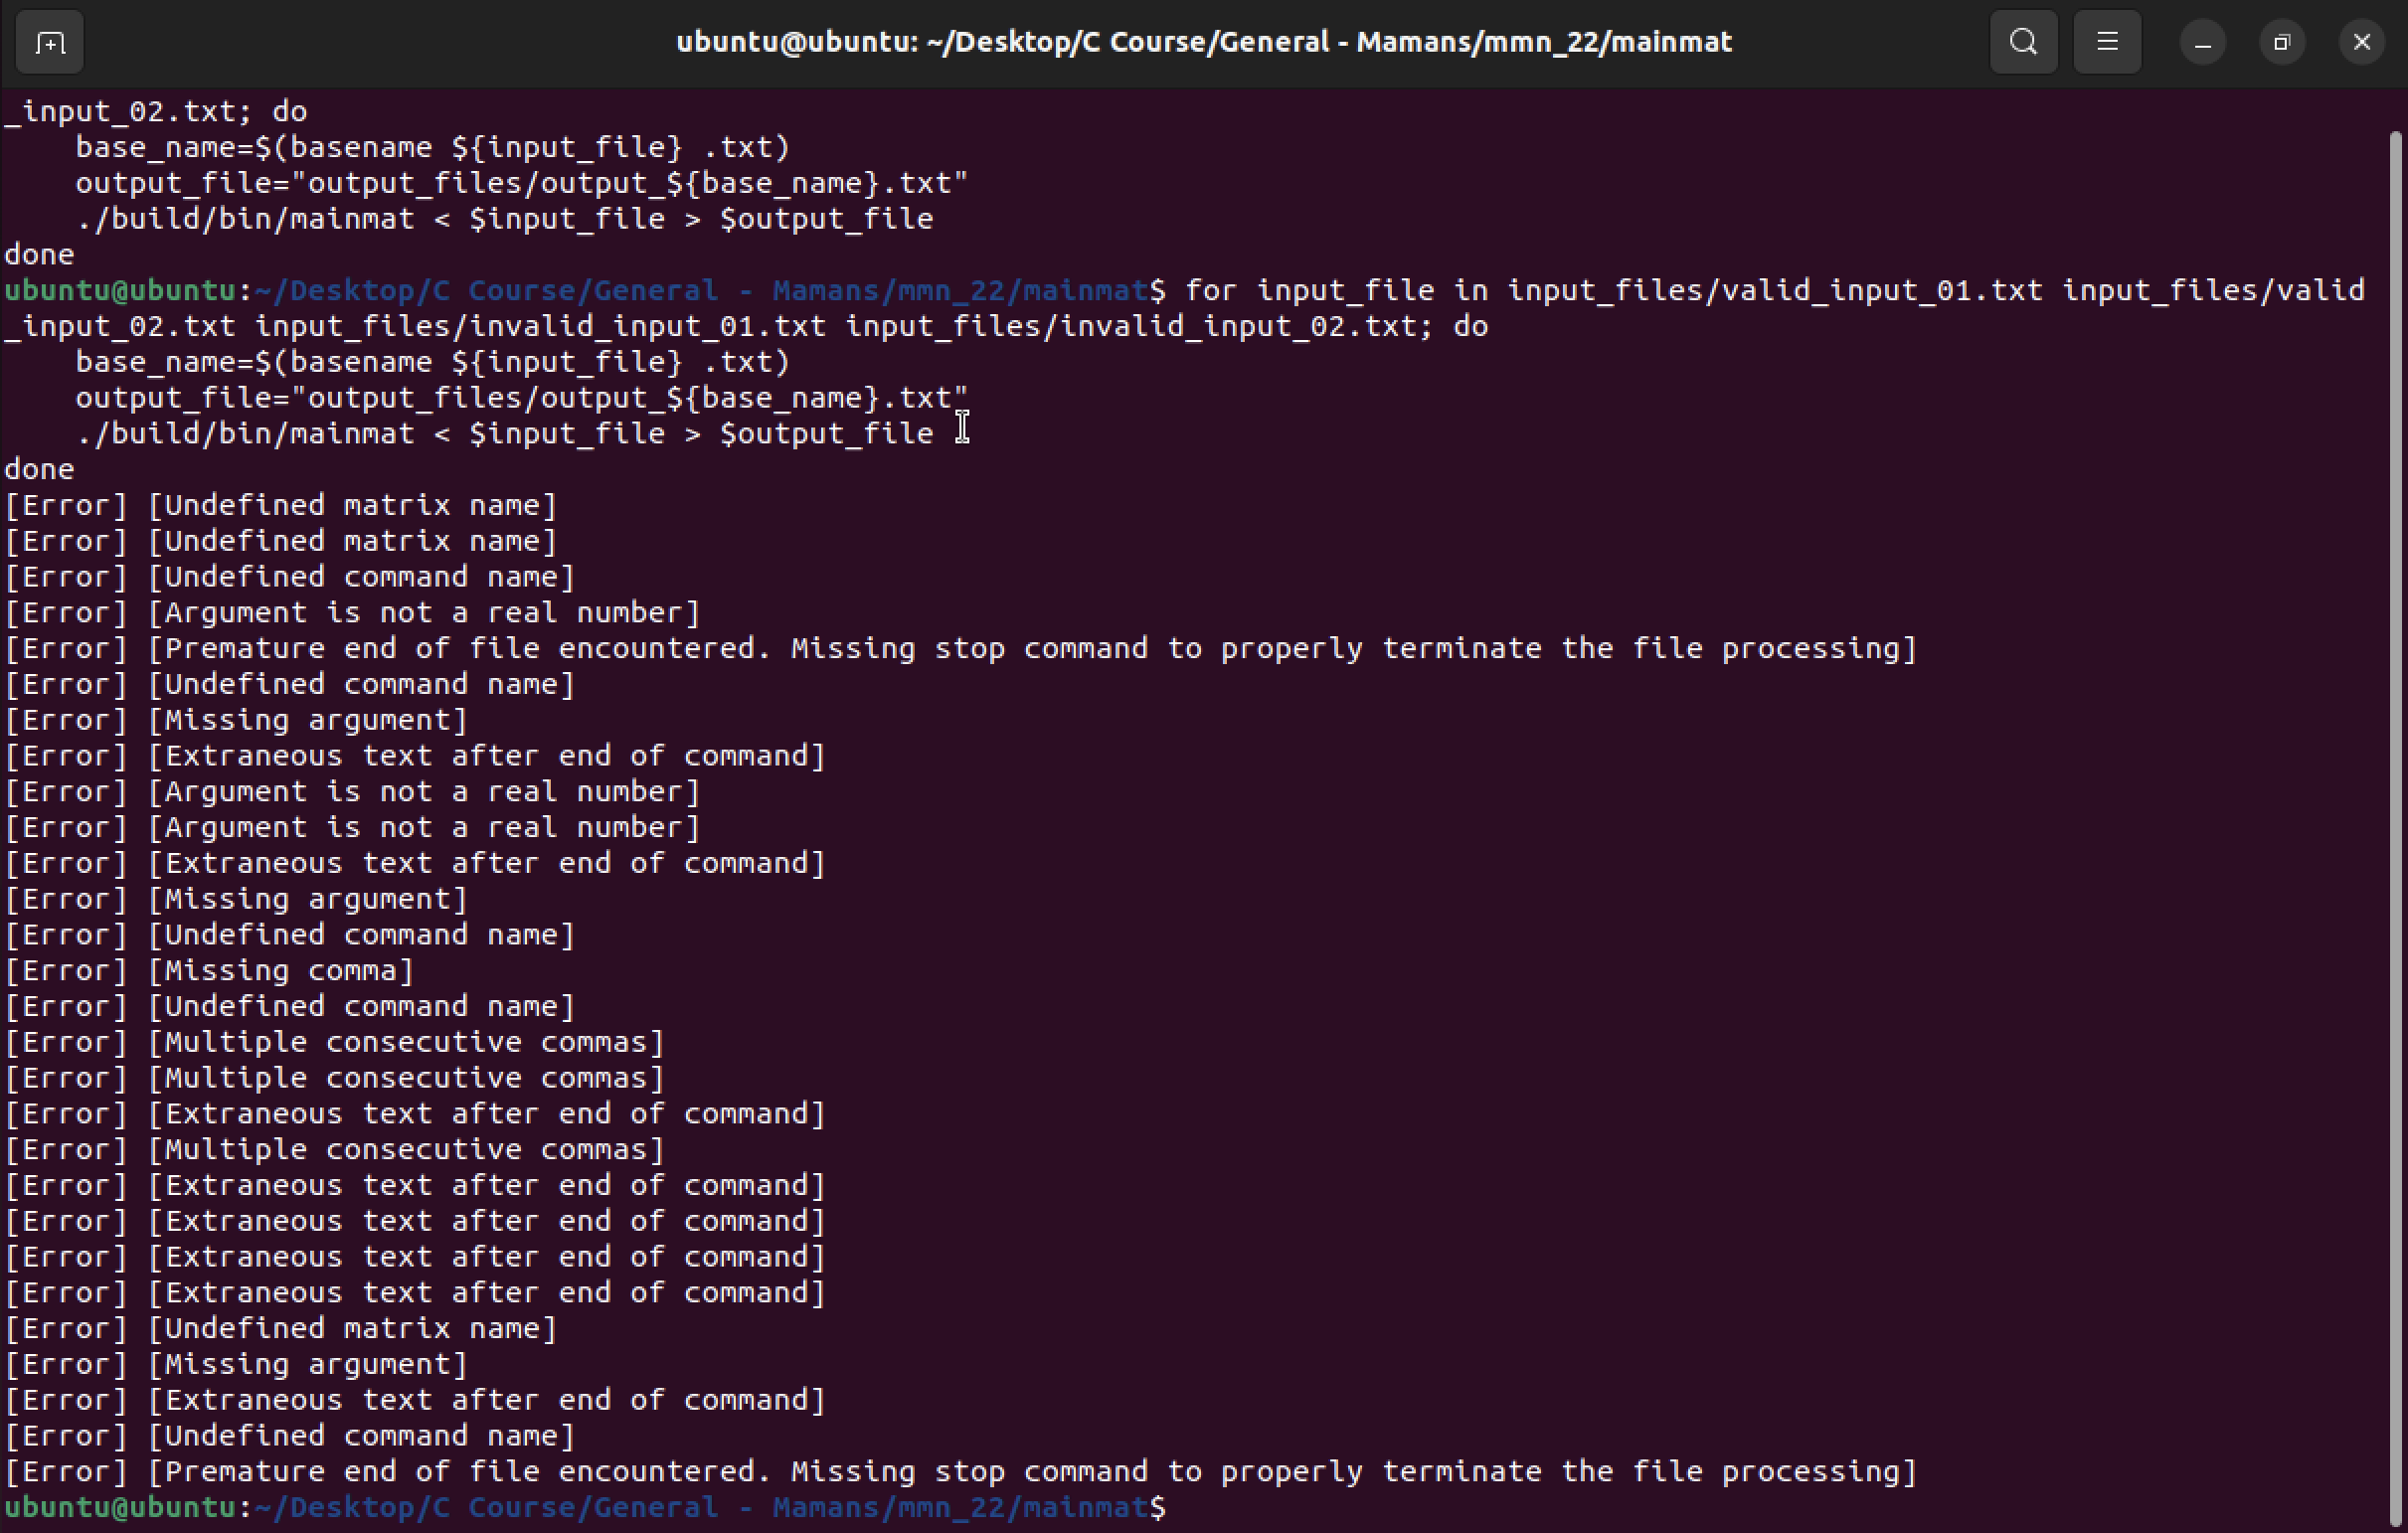 ubuntu@ubuntu: ~/Desktop/C Course/General - Mamans/mmn_22/mainmat
_input_02.txt; do
    base_name=$(basename ${input_file} .txt)
    output_file="output_files/output_${base_name}.txt"
    ./build/bin/mainmat < $input_file > $output_file
done
ubuntu@ubuntu:~/Desktop/C Course/General - Mamans/mmn_22/mainmat$ for input_file in input_files/valid_input_01.txt input_files/valid
_input_02.txt input_files/invalid_input_01.txt input_files/invalid_input_02.txt; do
    base_name=$(basename ${input_file} .txt)
    output_file="output_files/output_${base_name}.txt"
    ./build/bin/mainmat < $input_file > $output_file
done
[Error] [Undefined matrix name]
[Error] [Undefined matrix name]
[Error] [Undefined command name]
[Error] [Argument is not a real number]
[Error] [Premature end of file encountered. Missing stop command to properly terminate the file processing]
[Error] [Undefined command name]
[Error] [Missing argument]
[Error] [Extraneous text after end of command]
[Error] [Argument is not a real number]
[Error] [Argument is not a real number]
[Error] [Extraneous text after end of command]
[Error] [Missing argument]
[Error] [Undefined command name]
[Error] [Missing comma]
[Error] [Undefined command name]
[Error] [Multiple consecutive commas]
[Error] [Multiple consecutive commas]
[Error] [Extraneous text after end of command]
[Error] [Multiple consecutive commas]
[Error] [Extraneous text after end of command]
[Error] [Extraneous text after end of command]
[Error] [Extraneous text after end of command]
[Error] [Extraneous text after end of command]
[Error] [Undefined matrix name]
[Error] [Missing argument]
[Error] [Extraneous text after end of command]
[Error] [Undefined command name]
[Error] [Premature end of file encountered. Missing stop command to properly terminate the file processing]
ubuntu@ubuntu:~/Desktop/C Course/General - Mamans/mmn_22/mainmat$